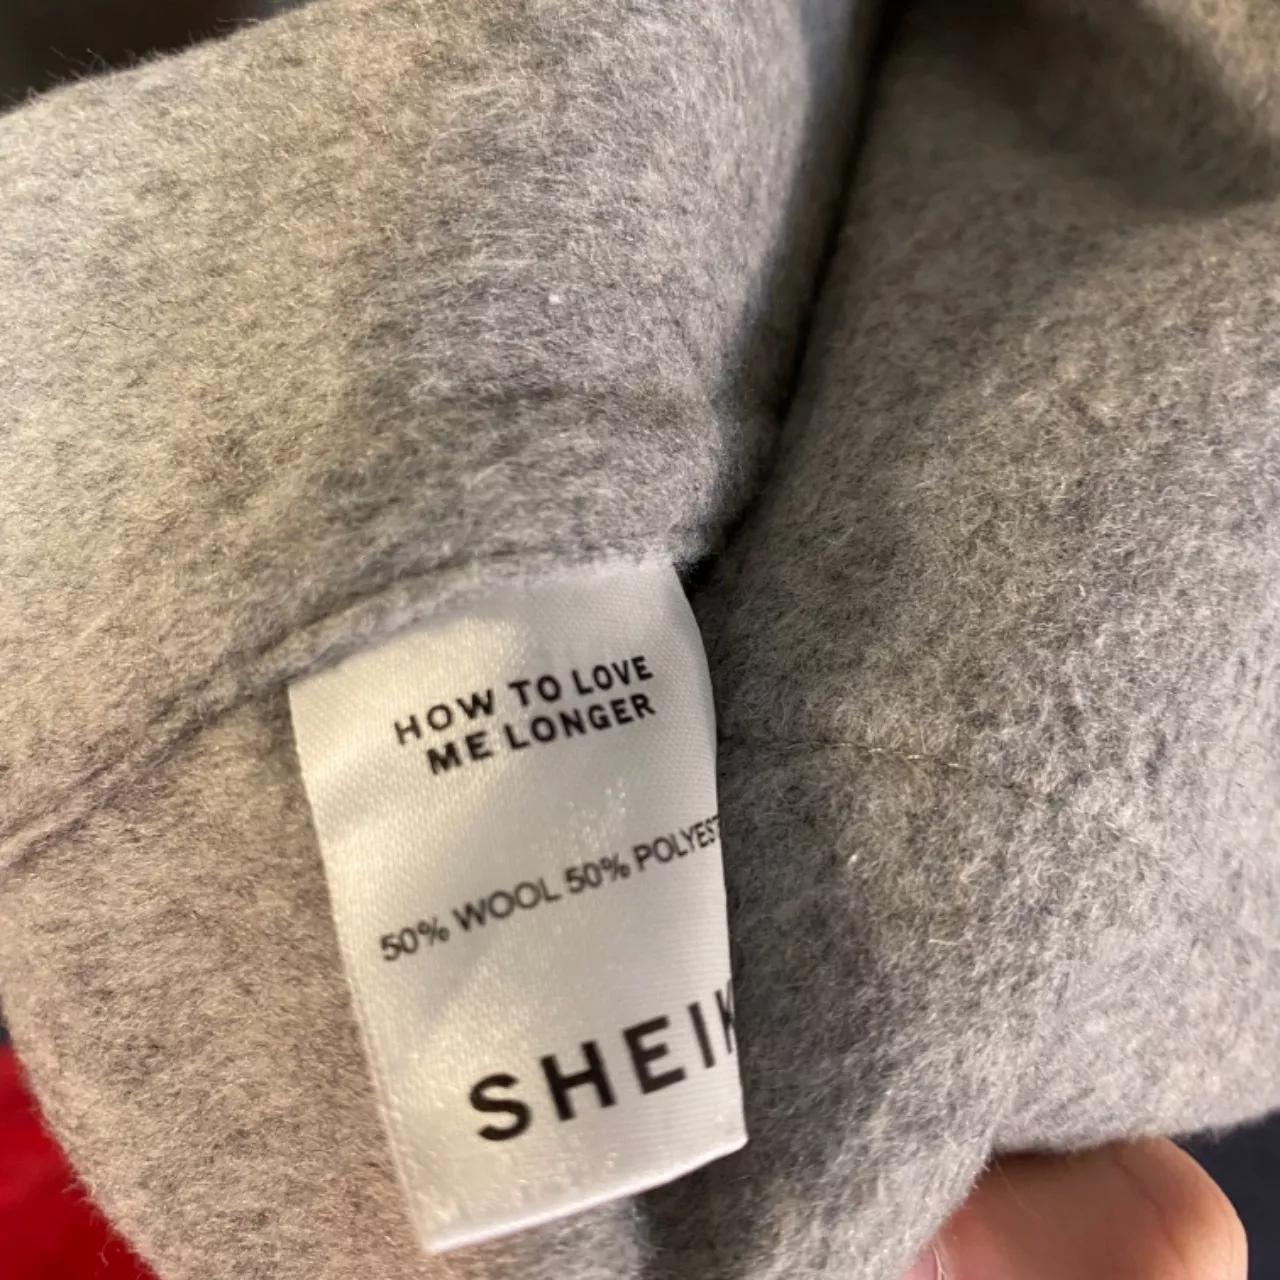 HOW TO LOVE
ME LONGER
50% WOOL 50% POLYEST
SHEIK